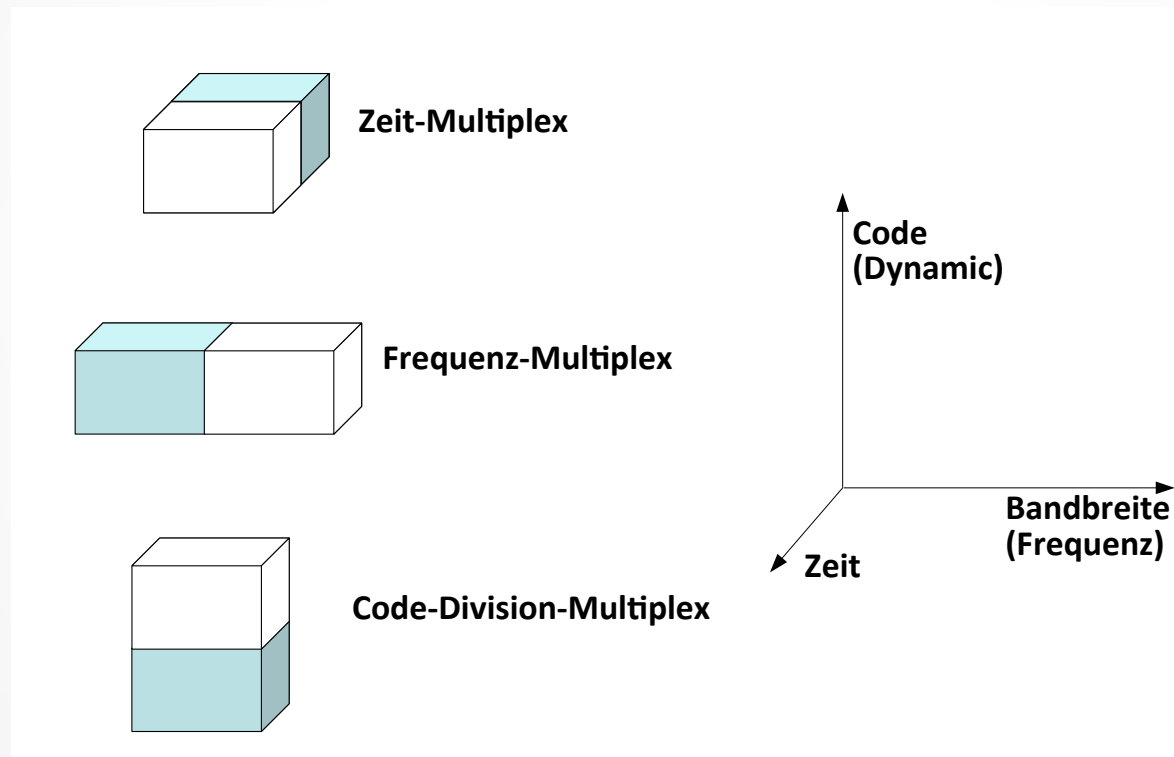 Zeit-Multiplex
Code
(Dynamic)
Frequenz-Multiplex
Bandbreite
(Frequenz)
Zeit
Code-Division-Multiplex